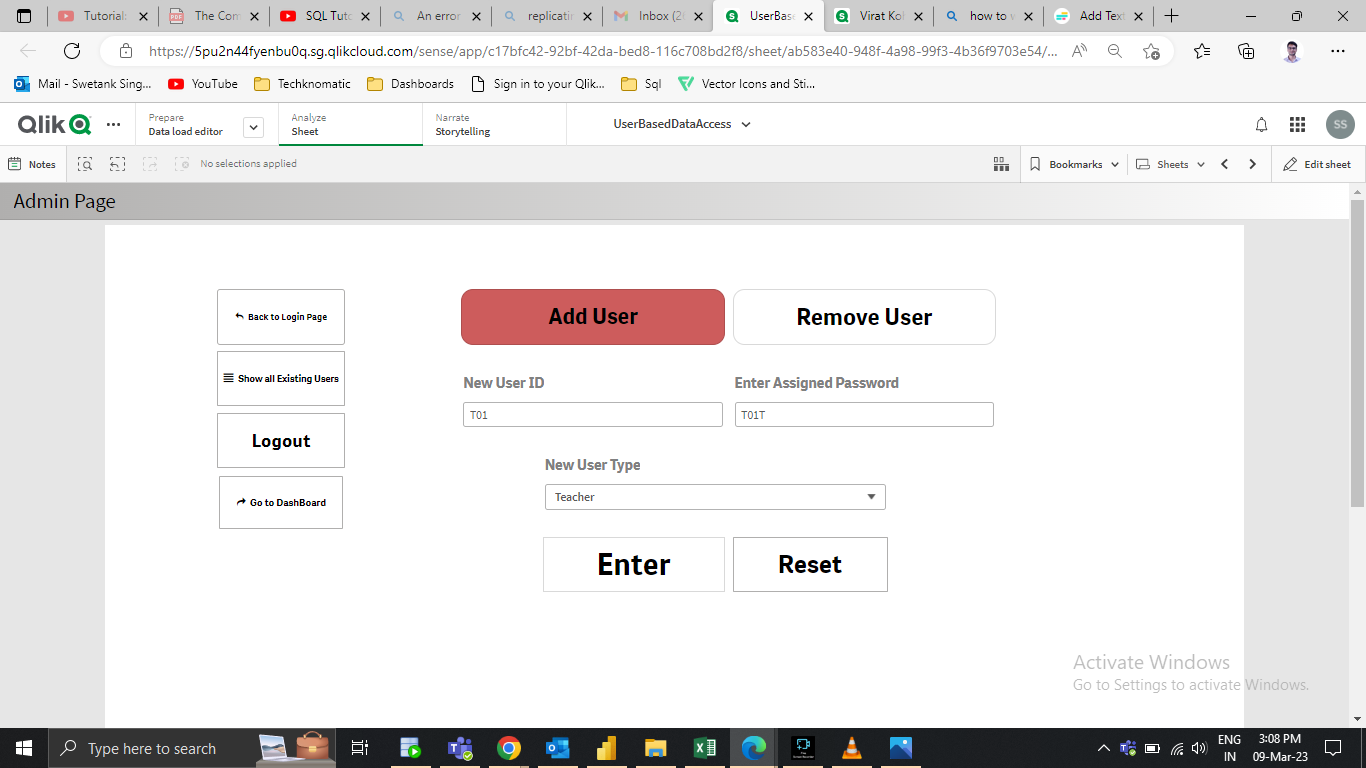 Tutorial:
The Com
SQL Tuto
An error
replicatin
Inbox (2
UserBase
Virat Koh
how to v
Add Text
https://5pu2n44fyenbu0q.sg.qlikcloud.com/sense/app/c17bfc42-92bf-42da-bed8-116c708bd2f8/sheet/ab583e40-948f-4a98-99f3-4b36f9703e54/...
Mail - Swetank Sing...
YouTube
Techknomatic
Dashboards
Sign in to your Qlik...
Sql
Vector Icons and Sti...
Qlik
Prepare
Data load editor
Analyze
Sheet
Narrate
Storytelling
UserBasedDataAccess
SS
Notes
No selections applied
Bookmarks
Sheets
Edit sheet
Admin Page
Back to Login Page
Show all Existing Users
Logout
Go to DashBoard
Add User
Remove User
New User ID
Enter Assigned Password
T01
T01T
New User Type
Teacher
Enter
Reset
Activate Windows
Go to Settings to activate Windows.
Type here to search
ENG
IN
3:08 PM
09-Mar-23